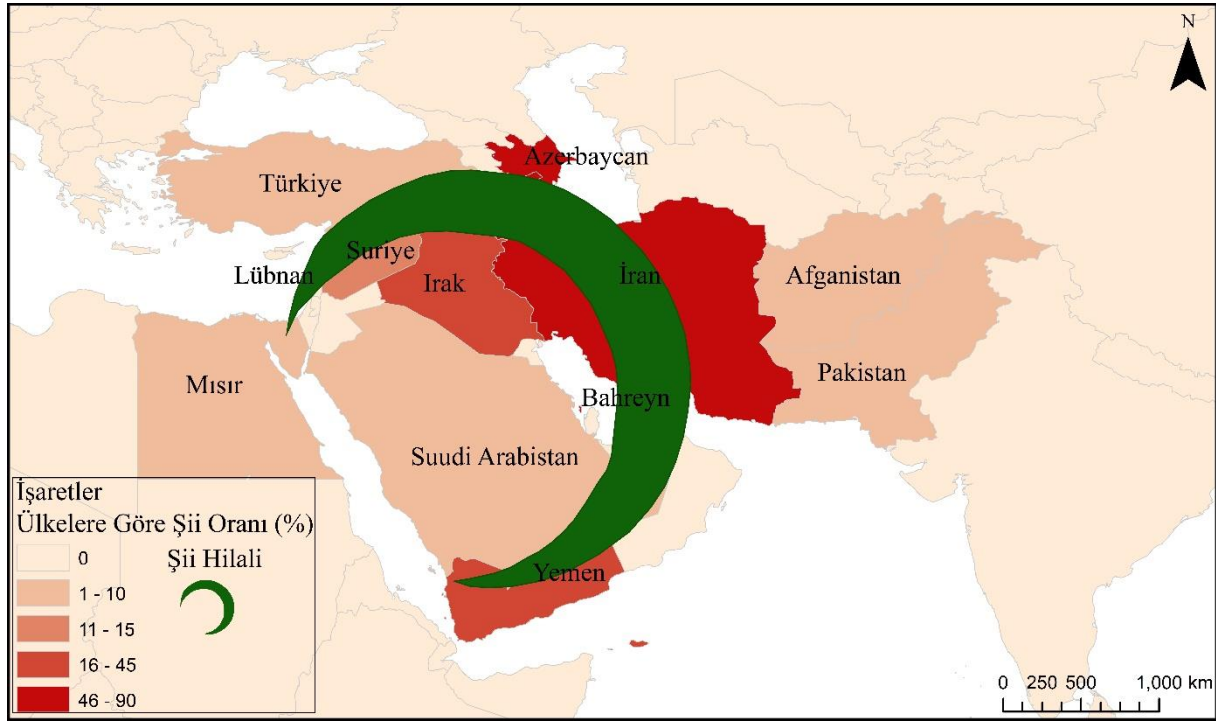 N
Azerbaycan
Türkiye
Suriye
Lübnan
Irak
İran
Afganistan
Mısır
Pakistan
Bahreyn
Suudi Arabistan
Yemen
İşaretler
Ülkelere Göre Şii Oranı (%)
0
Şii Hilali
1 - 10
11 - 15
16 - 45
46 - 90
0 250 500 1,000 km